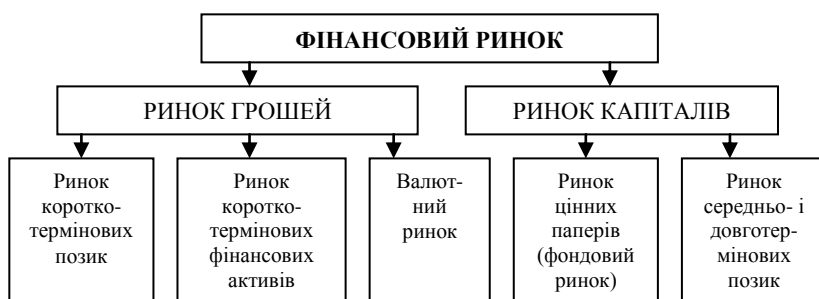 ФІНАНСОВИЙ РИНОК
РИНОК ГРОШЕЙ
РИНОК КАПІТАЛІВ
Ринок
коротко-
термінових
позик
Ринок
коротко-
термінових
фінансових
активів
Валют-
ний
ринок
Ринок
цінних
паперів
(фондовий
ринок)
Ринок
середньо- і
довготер-
мінових
позик